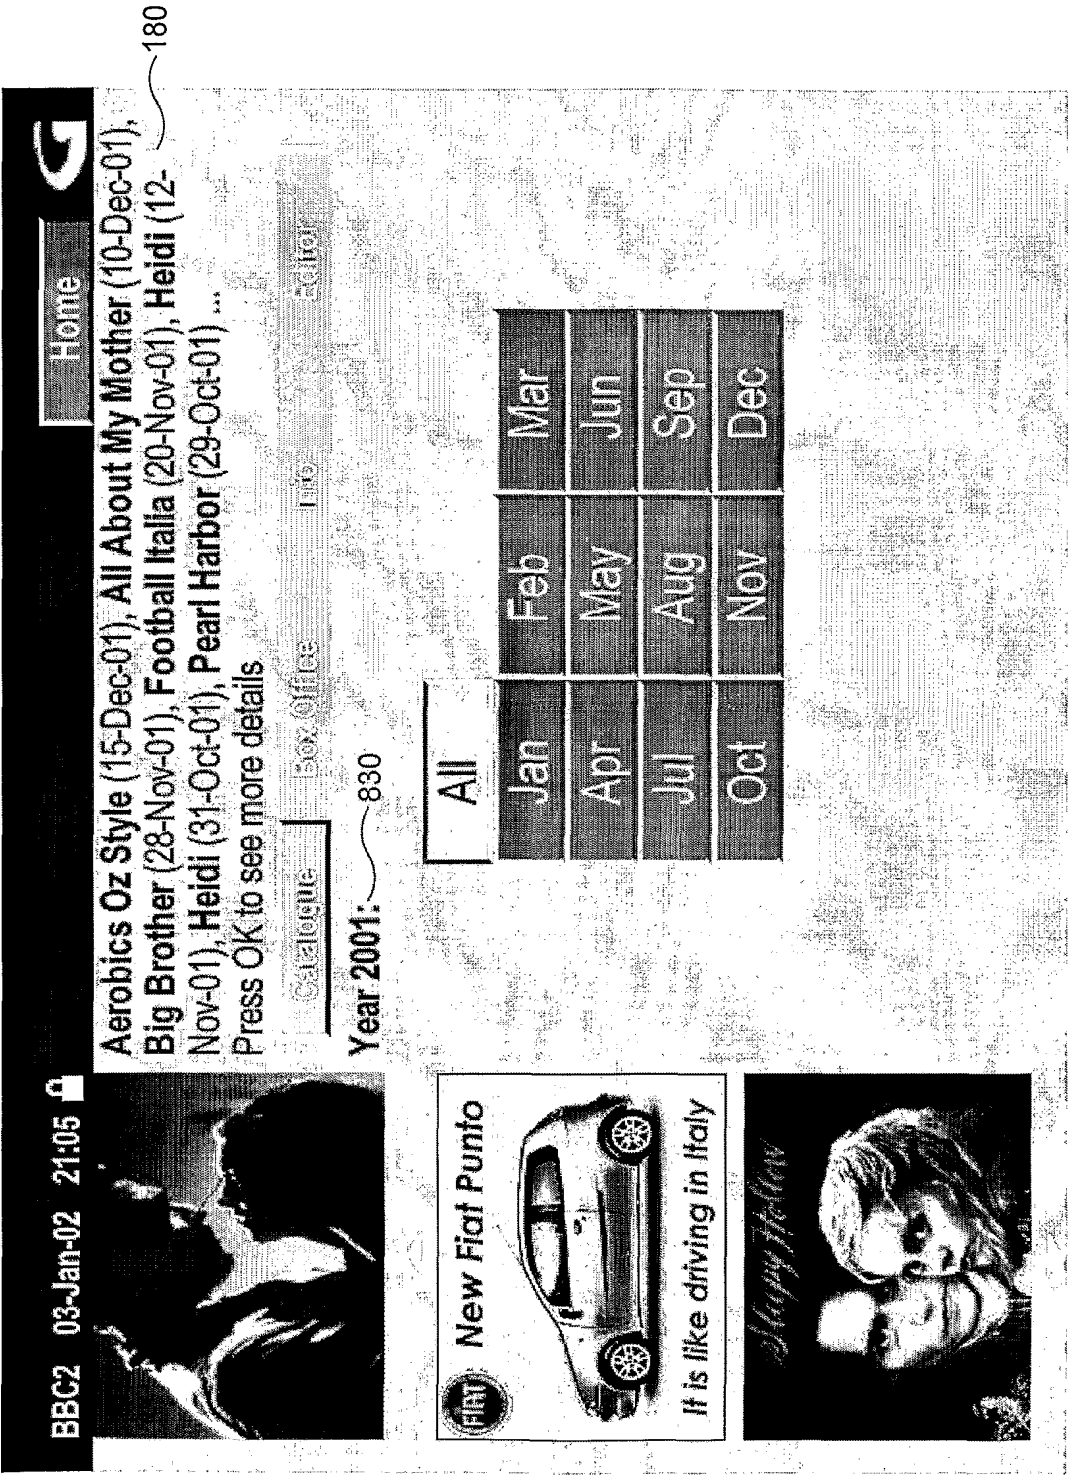 BBC2 03-Jan-02 21:05
Home
Aerobics Oz Style (15-Dec-01), All About My Mother (10-Dec-01),
Big Brother (28-Nov-01), Football Italia (20-Nov-01), Heidi (12-
Nov-01), Heidi (31-Oct-01), Pearl Harbor (29-Oct-01) ...
Press OK to see more details
180
Catalogue Box Office Info Editor
Year 2001:
830
All
Jan Feb Mar
Apr May Jun
Jul Aug Sep
Oct Nov Dec
FIAT New Fiat Punto
It is like driving in Italy